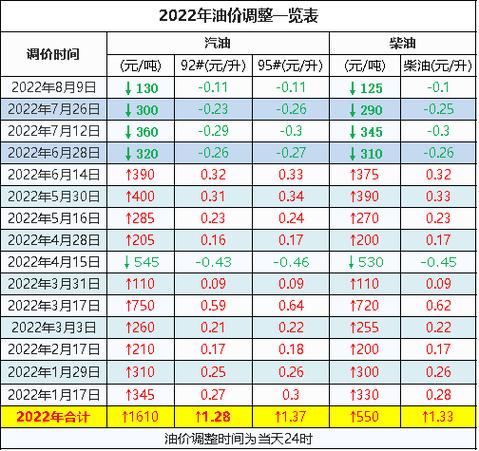 2022年油价调整一览表
调价时间 汽油 柴油
(元/吨) 92#(元/升) 95#(元/升) (元/吨) 柴油(元/升)
2022年8月9日 ↓130 -0.11 -0.11 ↓125 -0.1
2022年7月26日 ↓300 -0.23 -0.26 ↓290 -0.25
2022年7月12日 ↓360 -0.29 -0.3 ↓345 -0.3
2022年6月28日 ↓320 -0.26 -0.27 ↓310 -0.26
2022年6月14日 ↑390 0.32 0.33 ↑375 0.32
2022年5月30日 ↑400 0.31 0.34 ↑390 0.33
2022年5月16日 ↑285 0.23 0.24 ↑270 0.23
2022年4月28日 ↑205 0.16 0.17 ↑200 0.17
2022年4月15日 ↓545 -0.43 -0.46 ↓530 -0.45
2022年3月31日 ↑110 0.09 0.09 ↑110 0.09
2022年3月17日 ↑750 0.59 0.64 ↑720 0.62
2022年3月3日 ↑260 0.21 0.22 ↑255 0.22
2022年2月17日 ↑210 0.17 0.18 ↑200 0.17
2022年1月29日 ↑310 0.25 0.26 ↑300 0.26
2022年1月17日 ↑345 0.27 0.3 ↑330 0.28
2022年合计 ↑1610 ↑1.28 ↑1.37 ↑550 ↑1.33
油价调整时间为当天24时